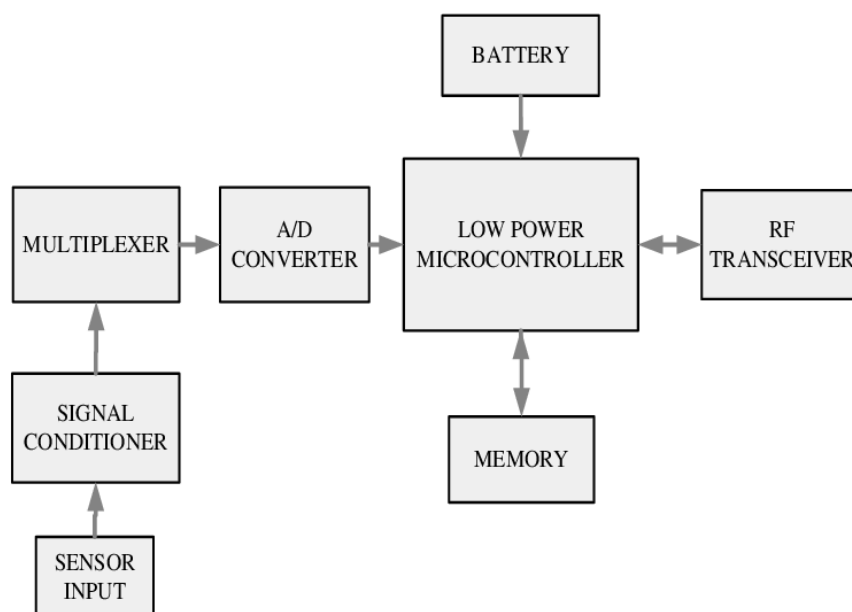 BATTERY
MULTIPLEXER
A/D
CONVERTER
LOW POWER
MICROCONTROLLER
RF
TRANSCEIVER
SIGNAL
CONDITIONER
MEMORY
SENSOR
INPUT